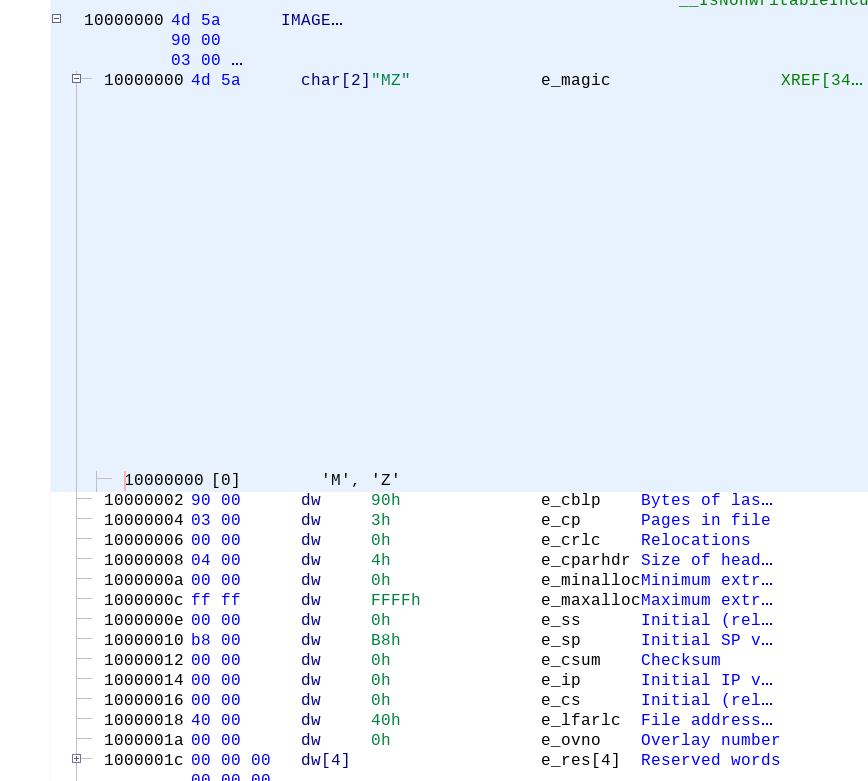 __IsNonwritableInCu
10000000 4d 5a IMAGE…
90 00
03 00 …
10000000 4d 5a char[2]"MZ" e_magic XREF[34…
10000000 [0] 'M', 'Z'
10000002 90 00 dw 90h e_cblp Bytes of las…
10000004 03 00 dw 3h e_cp Pages in file
10000006 00 00 dw 0h e_crlc Relocations
10000008 04 00 dw 4h e_cparhdr Size of head…
1000000a 00 00 dw 0h e_minallocMinimum extr…
1000000c ff ff dw FFFFh e_maxallocMaximum extr…
1000000e 00 00 dw 0h e_ss Initial (rel…
10000010 b8 00 dw B8h e_sp Initial SP v…
10000012 00 00 dw 0h e_csum Checksum
10000014 00 00 dw 0h e_ip Initial IP v…
10000016 00 00 dw 0h e_cs Initial (rel…
10000018 40 00 dw 40h e_lfarlc File address…
1000001a 00 00 dw 0h e_ovno Overlay number
1000001c 00 00 00 dw[4] e_res[4] Reserved words
00 00 00